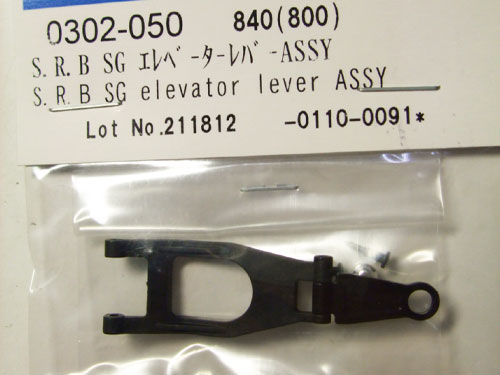 0302-050 840(800)
S.R.B SG ｴﾚﾍﾞｰﾀｰﾚﾊﾞｰASSY
S.R.B SG elevator lever ASSY
Lot No.211812 -0110-0091*